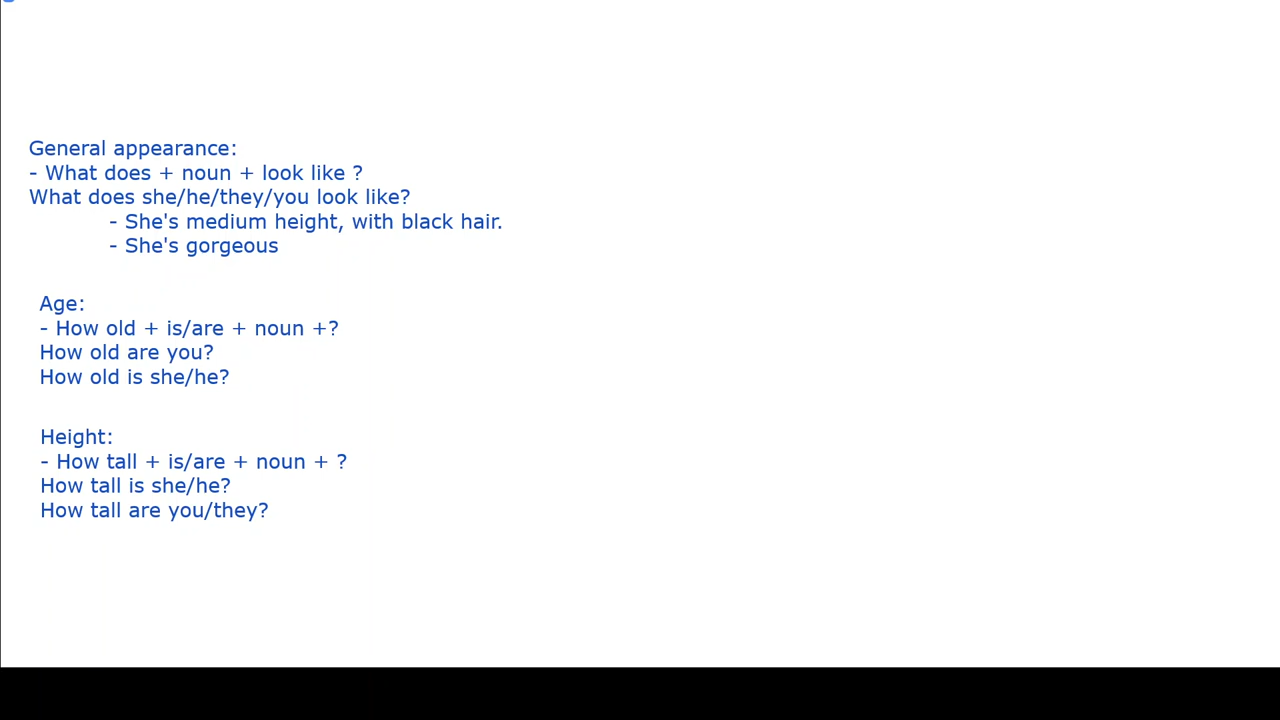 General appearance:
- What does + noun + look like ?
What does she/he/they/you look like?
- She's medium height, with black hair.
- She's gorgeous
Age:
- How old + is/are + noun +?
How old are you?
How old is she/he?
Height:
- How tall + is/are + noun + ?
How tall is she/he?
How tall are you/they?